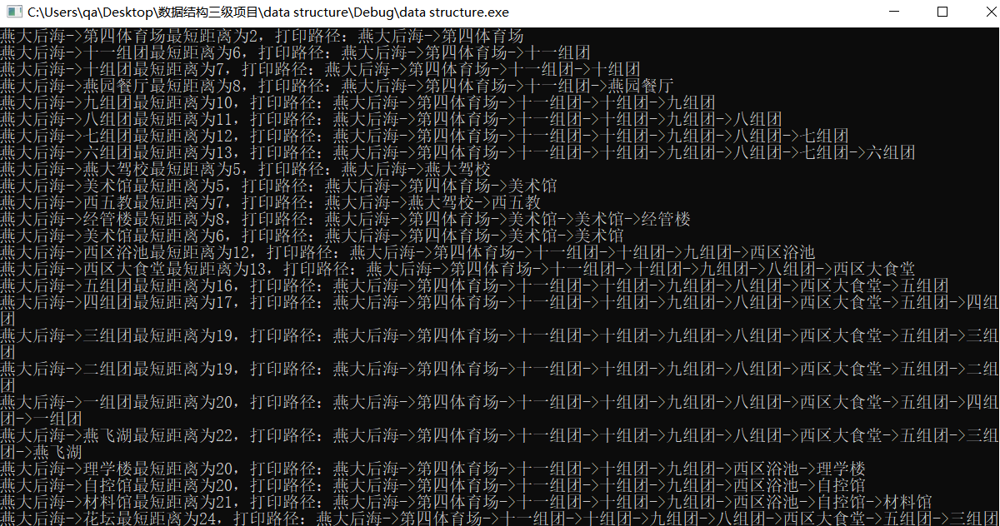 C:\Users\qa\Desktop\数据结构三级项目\data structure\Debug\data structure.exe
燕大后海->第四体育场最短距离为2，打印路径：燕大后海->第四体育场
燕大后海->十一组团最短距离为6，打印路径：燕大后海->第四体育场->十一组团
燕大后海->十组团最短距离为7，打印路径：燕大后海->第四体育场->十一组团->十组团
燕大后海->燕园餐厅最短距离为8，打印路径：燕大后海->第四体育场->十一组团->燕园餐厅
燕大后海->九组团最短距离为10，打印路径：燕大后海->第四体育场->十一组团->十组团->九组团
燕大后海->八组团最短距离为11，打印路径：燕大后海->第四体育场->十一组团->十组团->九组团->八组团
燕大后海->七组团最短距离为12，打印路径：燕大后海->第四体育场->十一组团->十组团->九组团->八组团->七组团
燕大后海->六组团最短距离为13，打印路径：燕大后海->第四体育场->十一组团->十组团->九组团->八组团->七组团->六组团
燕大后海->燕大驾校最短距离为5，打印路径：燕大后海->燕大驾校
燕大后海->美术馆最短距离为5，打印路径：燕大后海->第四体育场->美术馆
燕大后海->西五教最短距离为7，打印路径：燕大后海->燕大驾校->西五教
燕大后海->经管楼最短距离为8，打印路径：燕大后海->第四体育场->美术馆->美术馆->经管楼
燕大后海->美术馆最短距离为6，打印路径：燕大后海->第四体育场->美术馆->美术馆
燕大后海->西区浴池最短距离为12，打印路径：燕大后海->第四体育场->十一组团->十组团->九组团->西区浴池
燕大后海->西区大食堂最短距离为13，打印路径：燕大后海->第四体育场->十一组团->十组团->九组团->八组团->西区大食堂
燕大后海->五组团最短距离为16，打印路径：燕大后海->第四体育场->十一组团->十组团->九组团->八组团->西区大食堂->五组团
燕大后海->四组团最短距离为17，打印路径：燕大后海->第四体育场->十一组团->十组团->九组团->八组团->西区大食堂->五组团->四组
团
燕大后海->三组团最短距离为19，打印路径：燕大后海->第四体育场->十一组团->十组团->九组团->八组团->西区大食堂->五组团->三组
团
燕大后海->二组团最短距离为19，打印路径：燕大后海->第四体育场->十一组团->十组团->九组团->八组团->西区大食堂->五组团->二组
团
燕大后海->一组团最短距离为20，打印路径：燕大后海->第四体育场->十一组团->十组团->九组团->八组团->西区大食堂->五组团->四组
团->一组团
燕大后海->燕飞湖最短距离为22，打印路径：燕大后海->第四体育场->十一组团->十组团->九组团->八组团->西区大食堂->五组团->三组
团->燕飞湖
燕大后海->理学楼最短距离为20，打印路径：燕大后海->第四体育场->十一组团->十组团->九组团->西区浴池->理学楼
燕大后海->自控馆最短距离为20，打印路径：燕大后海->第四体育场->十一组团->十组团->九组团->西区浴池->自控馆
燕大后海->材料馆最短距离为21，打印路径：燕大后海->第四体育场->十一组团->十组团->九组团->西区浴池->自控馆->材料馆
燕大后海->花坛最短距离为24，打印路径：燕大后海->第四体育场->十一组团->十组团->九组团->八组团->西区大食堂->五组团->三组团